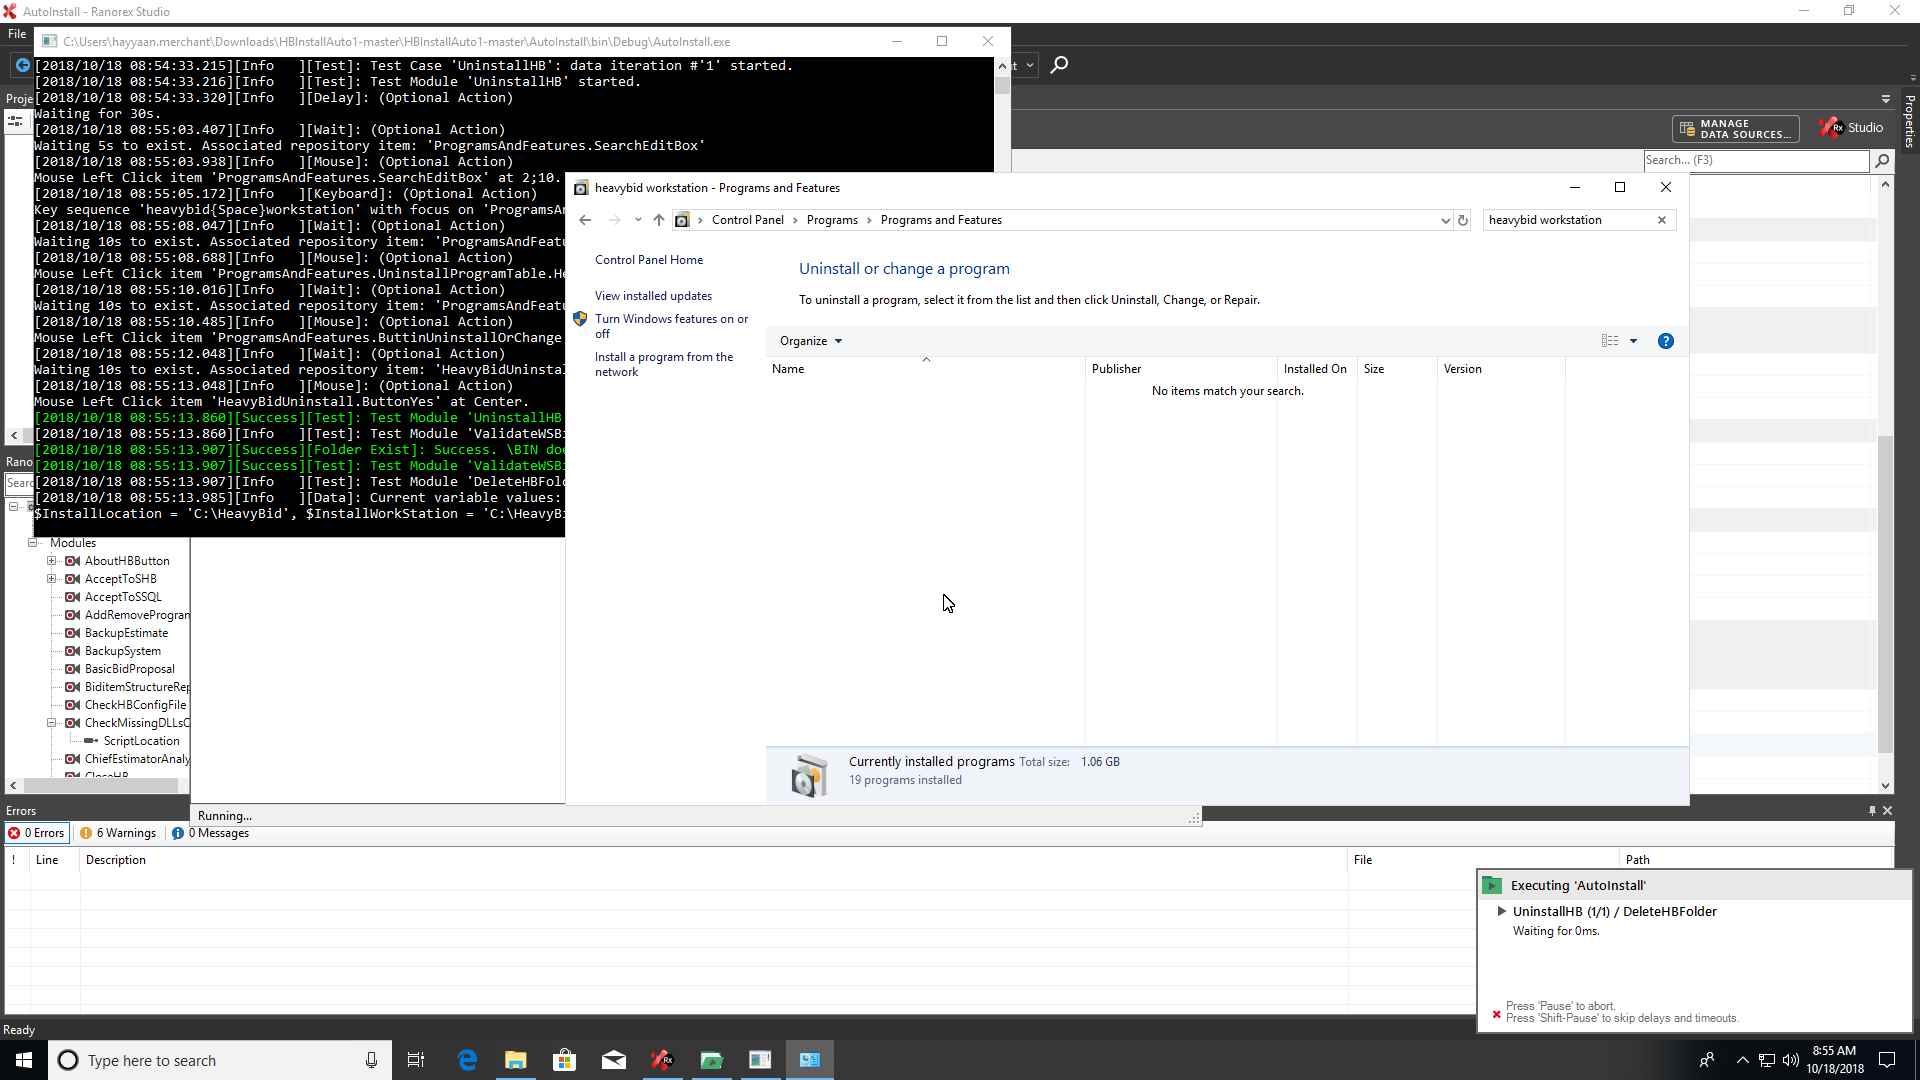 AutoInstall - Ranorex Studio
File
C:\Users\hayyaan.merchant\Downloads\HBInstallAuto1-master\HBInstallAuto1-master\AutoInstall\bin\Debug\AutoInstall.exe
[2018/10/18 08:54:33.215][Info   ][Test]: Test Case 'UninstallHB': data iteration #'1' started.
[2018/10/18 08:54:33.216][Info   ][Test]: Test Module 'UninstallHB' started.
[2018/10/18 08:54:33.320][Info   ][Delay]: (Optional Action)
Waiting for 30s.
[2018/10/18 08:55:03.407][Info   ][Wait]: (Optional Action)
Waiting 5s to exist. Associated repository item: 'ProgramsAndFeatures.SearchEditBox'
[2018/10/18 08:55:03.938][Info   ][Mouse]: (Optional Action)
Mouse Left Click item 'ProgramsAndFeatures.SearchEditBox' at 2;10.
[2018/10/18 08:55:05.172][Info   ][Keyboard]: (Optional Action)
Key sequence 'heavybid{Space}workstation' with focus on 'ProgramsAn
[2018/10/18 08:55:08.047][Info   ][Wait]: (Optional Action)
Waiting 10s to exist. Associated repository item: 'ProgramsAndFeatu
[2018/10/18 08:55:08.688][Info   ][Mouse]: (Optional Action)
Mouse Left Click item 'ProgramsAndFeatures.UninstallProgramTable.He
[2018/10/18 08:55:10.016][Info   ][Wait]: (Optional Action)
Waiting 10s to exist. Associated repository item: 'ProgramsAndFeatu
[2018/10/18 08:55:10.485][Info   ][Mouse]: (Optional Action)
Mouse Left Click item 'ProgramsAndFeatures.ButtinUninstallOrChange
[2018/10/18 08:55:12.048][Info   ][Wait]: (Optional Action)
Waiting 10s to exist. Associated repository item: 'HeavyBidUninstal
[2018/10/18 08:55:13.048][Info   ][Mouse]: (Optional Action)
Mouse Left Click item 'HeavyBidUninstall.ButtonYes' at Center.
[2018/10/18 08:55:13.860][Success][Test]: Test Module 'UninstallHB
[2018/10/18 08:55:13.860][Info   ][Test]: Test Module 'ValidateWSBi
[2018/10/18 08:55:13.907][Success][Folder Exist]: Success. \BIN doe
[2018/10/18 08:55:13.907][Success][Test]: Test Module 'ValidateWSBi
[2018/10/18 08:55:13.907][Info   ][Test]: Test Module 'DeleteHBFold
[2018/10/18 08:55:13.985][Info   ][Data]: Current variable values:
$InstallLocation = 'C:\HeavyBid', $InstallWorkStation = 'C:\HeavyBi
Proje
Rano
Searc
Modules
AboutHBButton
AcceptToSHB
AcceptToSSQL
AddRemoveProgran
BackupEstimate
BackupSystem
BasicBidProposal
BiditemStructureRep
CheckHBConfigFile
CheckMissingDLLsC
ScriptLocation
ChiefEstimatorAnaly
CloseHB
MANAGE
DATA SOURCES...
Studio
Properties
Search... (F3)
heavybid workstation - Programs and Features
Control Panel
Programs
Programs and Features
heavybid workstation
Control Panel Home
View installed updates
Turn Windows features on or
off
Install a program from the
network
Uninstall or change a program
To uninstall a program, select it from the list and then click Uninstall, Change, or Repair.
Organize
Name
Publisher
Installed On
Size
Version
No items match your search.
Currently installed programs Total size: 1.06 GB
19 programs installed
Running...
Errors
0 Errors
6 Warnings
0 Messages
!
Line
Description
File
Path
Executing 'AutoInstall'
UninstallHB (1/1) / DeleteHBFolder
Waiting for 0ms.
Press 'Pause' to abort.
Press 'Shift-Pause' to skip delays and timeouts.
Ready
Type here to search
8:55 AM
10/18/2018